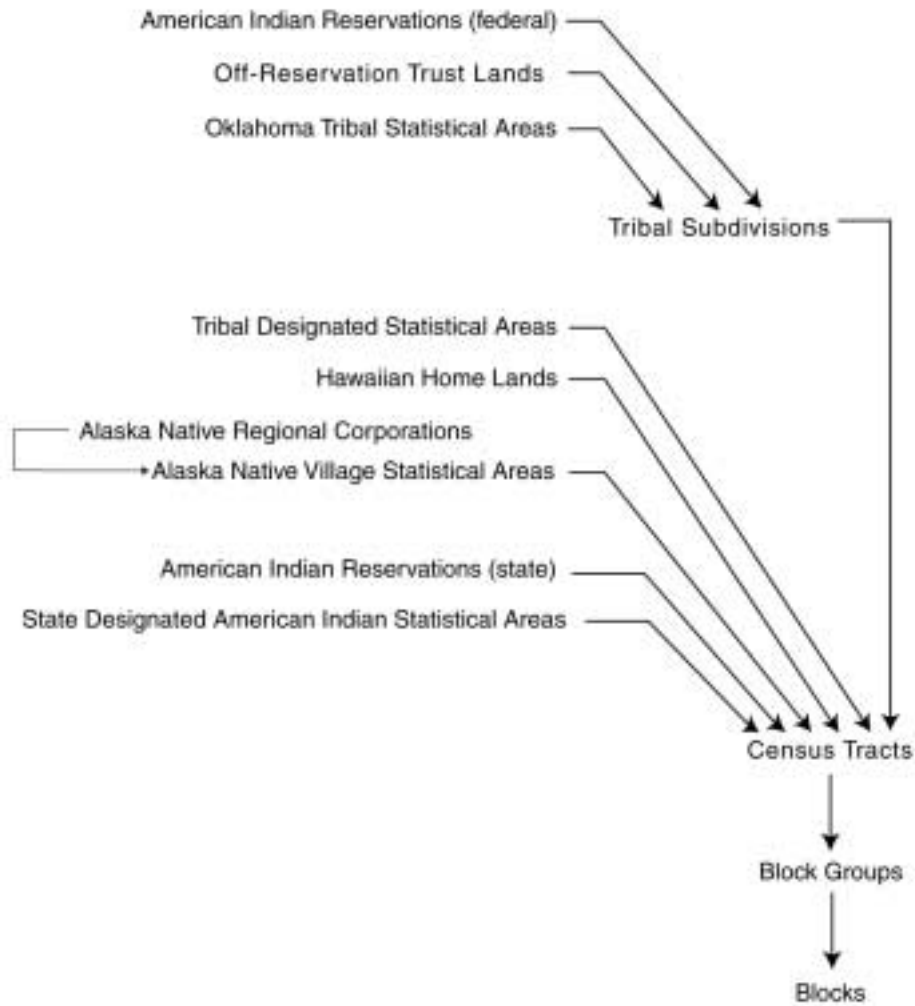 American Indian Reservations (federal)
Off-Reservation Trust Lands
Oklahoma Tribal Statistical Areas
Tribal Subdivisions
Tribal Designated Statistical Areas
Hawaiian Home Lands
Alaska Native Regional Corporations
Alaska Native Village Statistical Areas
American Indian Reservations (state)
State Designated American Indian Statistical Areas
Census Tracts
Block Groups
Blocks